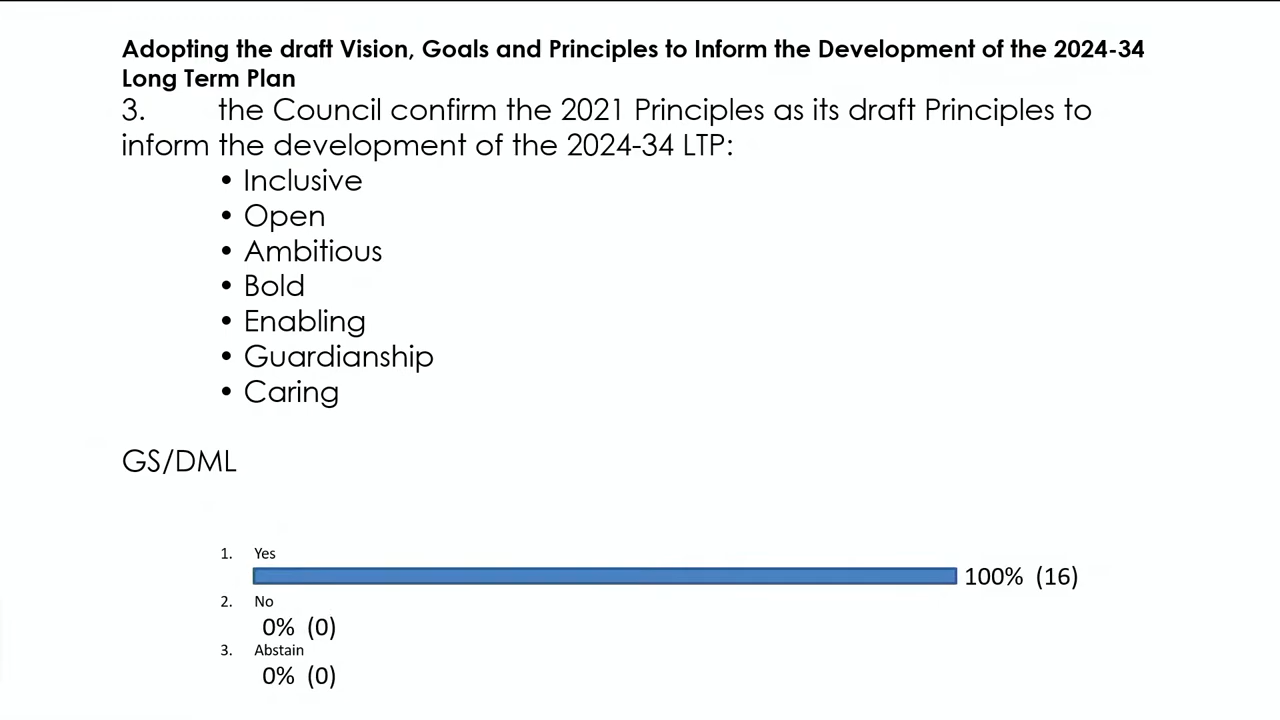 Adopting the draft Vision, Goals and Principles to Inform the Development of the 2024-34
Long Term Plan
3. the Council confirm the 2021 Principles as its draft Principles to
inform the development of the 2024-34 LTP:
• Inclusive
• Open
• Ambitious
• Bold
• Enabling
• Guardianship
• Caring
GS/DML
1. Yes
100% (16)
2. No
0% (0)
3. Abstain
0% (0)